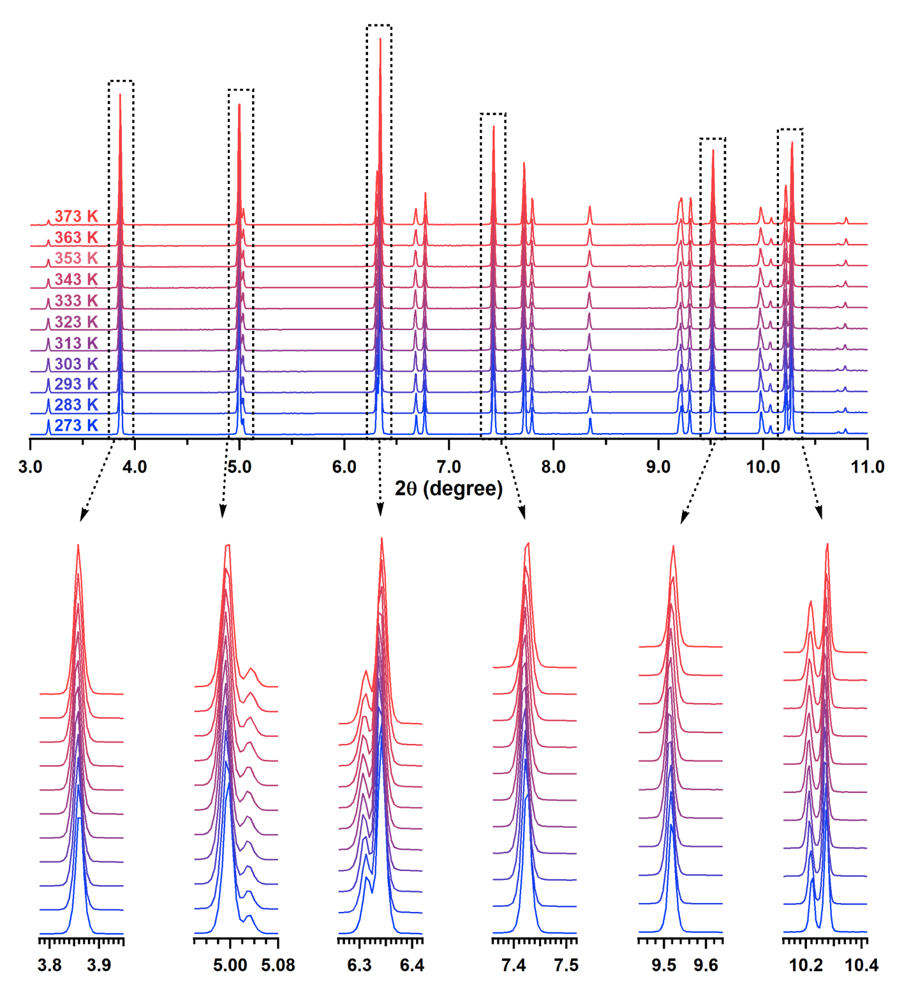 373 K
363 K
353 K
343 K
333 K
323 K
313 K
303 K
293 K
283 K
273 K
3.0 4.0 5.0 6.0 7.0 8.0 9.0 10.0 11.0
2θ (degree)
3.8 3.9 5.00 5.08 6.3 6.4 7.4 7.5 9.5 9.6 10.2 10.4